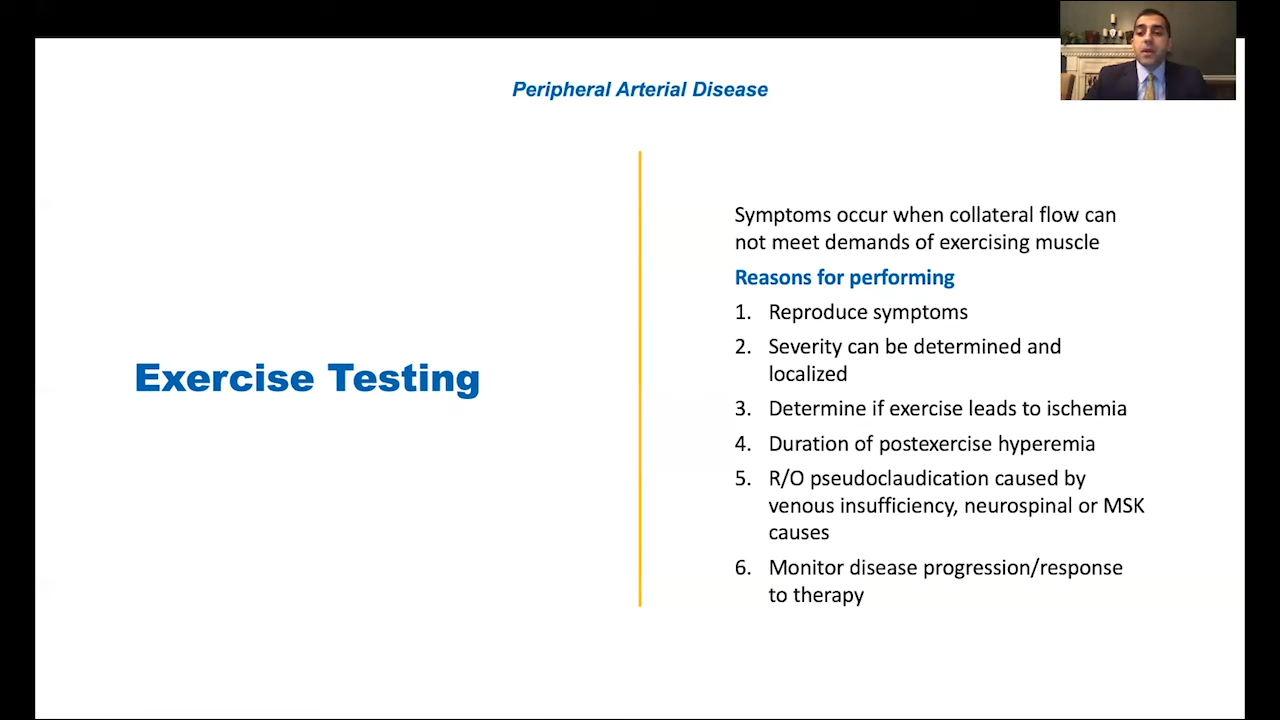 Peripheral Arterial Disease
Exercise Testing
Symptoms occur when collateral flow can
not meet demands of exercising muscle
Reasons for performing
1. Reproduce symptoms
2. Severity can be determined and
localized
3. Determine if exercise leads to ischemia
4. Duration of postexercise hyperemia
5. R/O pseudoclaudication caused by
venous insufficiency, neurospinal or MSK
causes
6. Monitor disease progression/response
to therapy